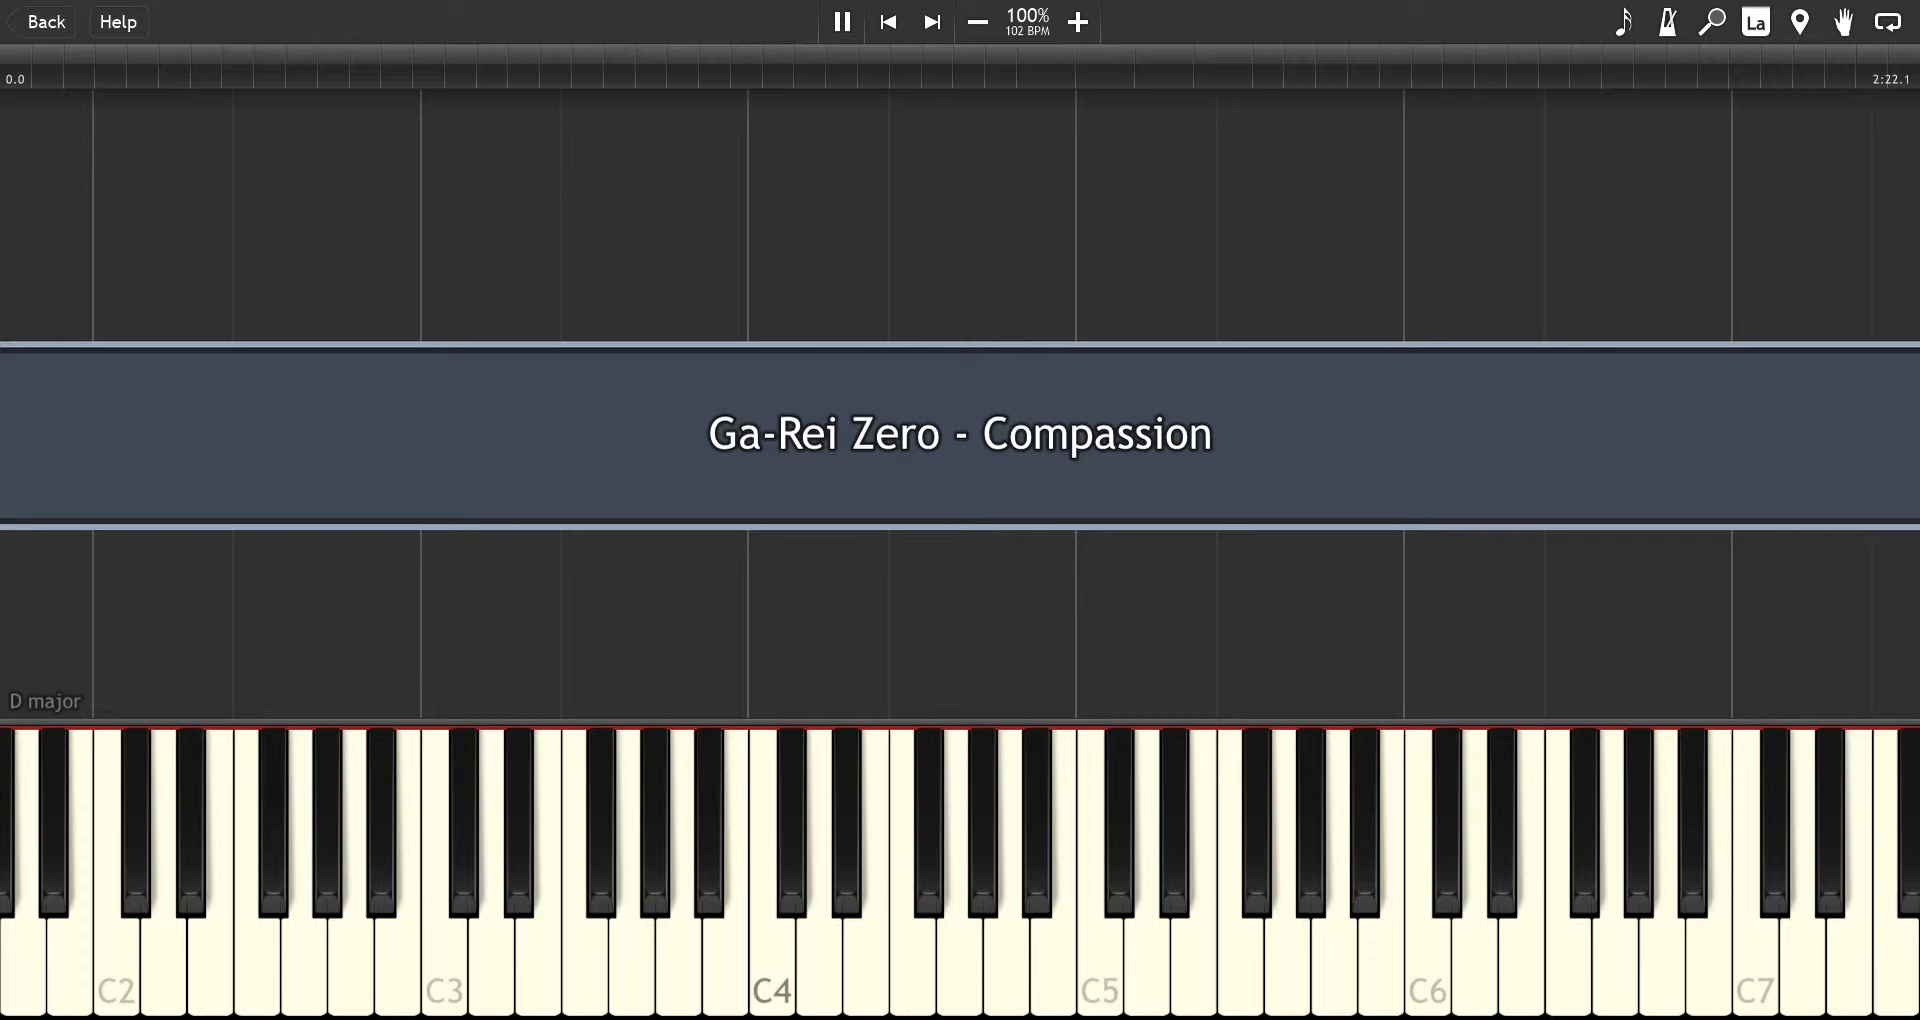 Back Help 100% La
102 BPM
0.0 2:22.1
Ga-Rei Zero - Compassion
D major
C2 C3 C4 C5 C6 C7